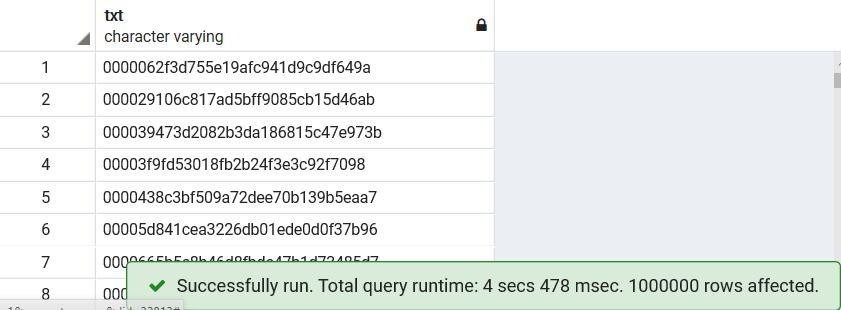 txt
character varying
1 0000062f3d755e19afc941d9c9df649a
2 000029106c817ad5bff9085cb15d46ab
3 000039473d2082b3da186815c47e973b
4 00003f9fd53018fb2b24f3e3c92f7098
5 0000438c3bf509a72dee70b139b5eaa7
6 00005d841cea3226db01ede0d0f37b96
7
Successfully run. Total query runtime: 4 secs 478 msec. 1000000 rows affected.
8 000